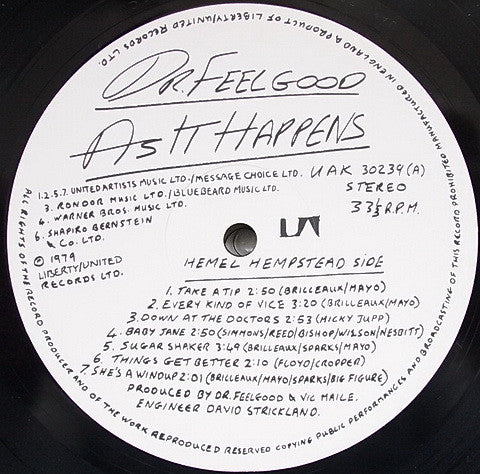 ALL RIGHTS OF THE RECORD PRODUCER AND OF THE WORK REPRODUCED RESERVED COPYING PUBLIC PERFORMANCES AND BROADCASTING OF THIS RECORD PROHIBITED MANUFACTURED IN ENGLAND A PRODUCT OF LIBERTY/UNITED RECORDS LTD.
DR. FEELGOOD
AS IT HAPPENS
1.2.5.7. UNITED ARTISTS MUSIC LTD./MESSAGE CHOICE LTD.
3. RONDOR MUSIC LTD./BLUEBEARD MUSIC LTD.
4. WARNER BROS. MUSIC LTD.
6. SHAPIRO BERNSTEIN
& CO. LTD.
℗ 1979
LIBERTY/UNITED
RECORDS LTD.
UAK 30239 (A)
STEREO
33⅓ R.P.M.
UA
HEMEL HEMPSTEAD SIDE
1. TAKE A TIP 2:50 (BRILLEAUX/MAYO)
2. EVERY KIND OF VICE 3:20 (BRILLEAUX/MAYO)
3. DOWN AT THE DOCTORS 2:53 (MICKY JUPP)
4. BABY JANE 2:50 (SIMMONS/REED/BISHOP/WILSON/NESBITT)
5. SUGAR SHAKER 3:49 (BRILLEAUX/SPARKS/MAYO)
6. THINGS GET BETTER 2:10 (FLOYD/CROPPER)
7. SHE'S A WINDUP 2:01 (BRILLEAUX/MAYO/SPARKS/BIG FIGURE)
PRODUCED BY DR. FEELGOOD & VIC MAILE.
ENGINEER DAVID STRICKLAND.